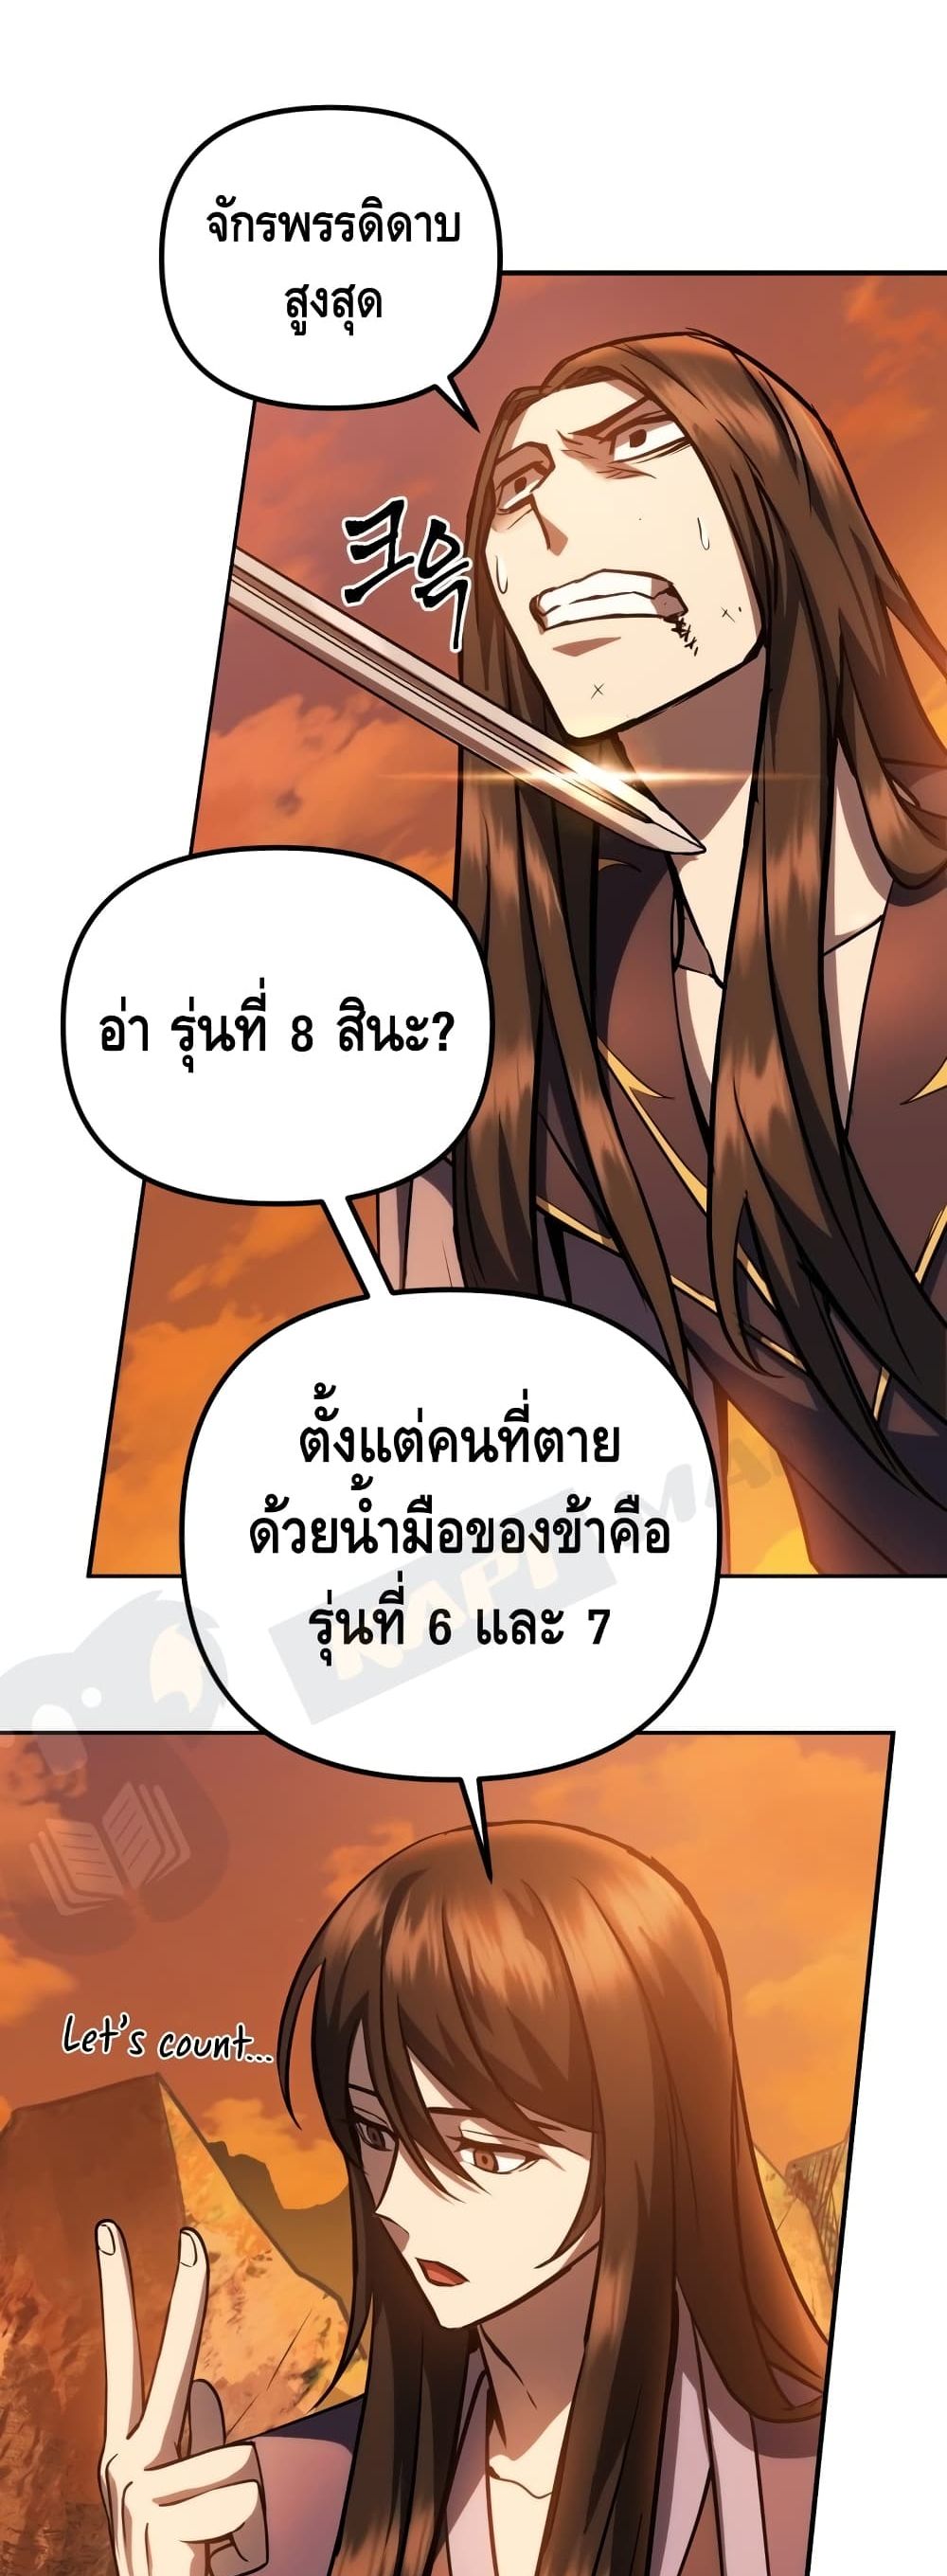 จักรพรรดิดาบ
สูงสุด
크윽
อ่า รุ่นที่ 8 สินะ?
ตั้งแต่คนที่ตาย
ด้วยน้ำมือของข้าคือ
รุ่นที่ 6 และ 7
KAPI MA
Let's count...